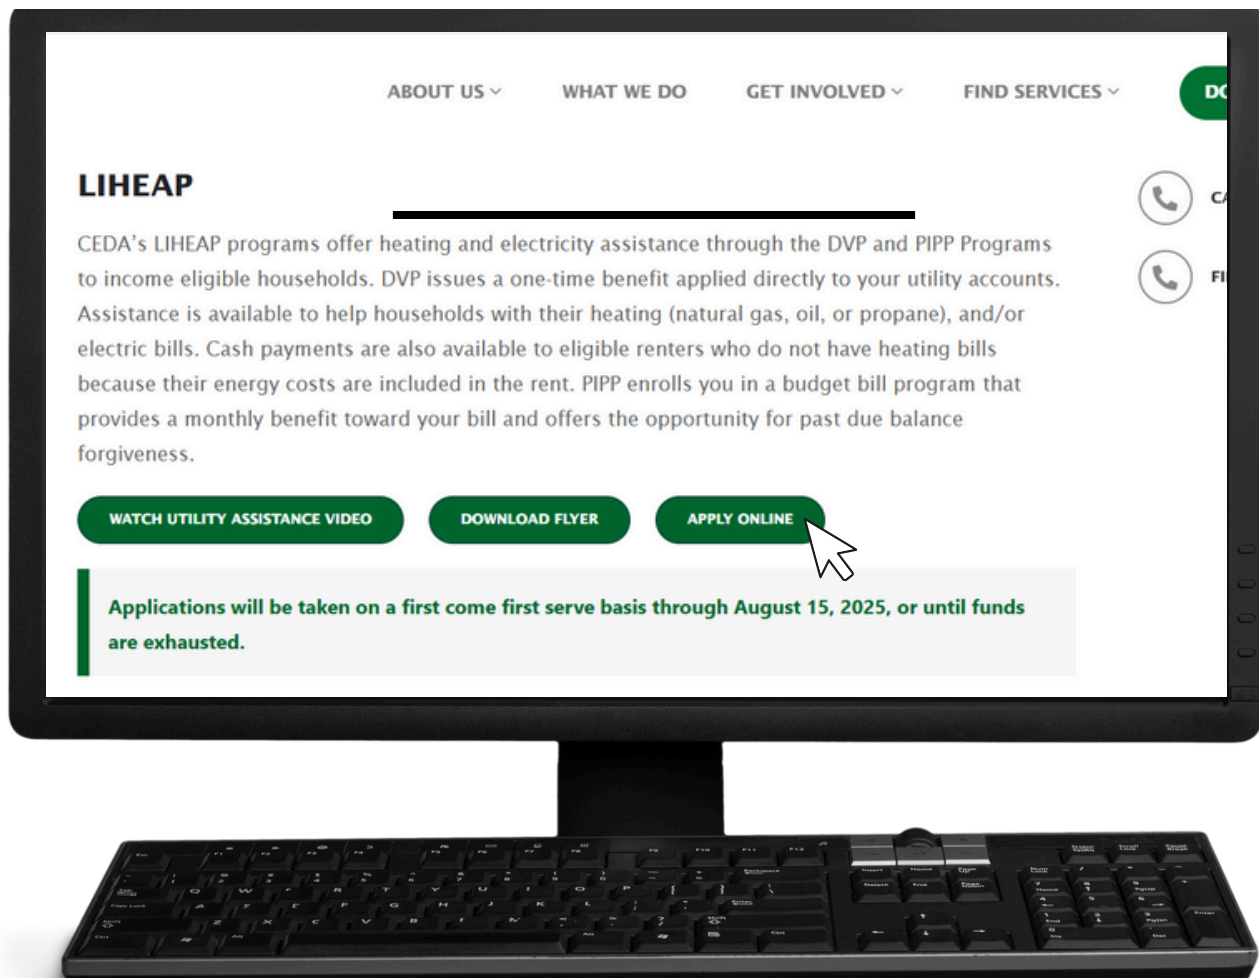 ABOUT US
WHAT WE DO
GET INVOLVED
FIND SERVICES
LIHEAP
CEDA's LIHEAP programs offer heating and electricity assistance through the DVP and PIPP Programs
to income eligible households. DVP issues a one-time benefit applied directly to your utility accounts.
Assistance is available to help households with their heating (natural gas, oil, or propane), and/or
electric bills. Cash payments are also available to eligible renters who do not have heating bills
because their energy costs are included in the rent. PIPP enrolls you in a budget bill program that
provides a monthly benefit toward your bill and offers the opportunity for past due balance
forgiveness.
WATCH UTILITY ASSISTANCE VIDEO
DOWNLOAD FLYER
APPLY ONLINE
Applications will be taken on a first come first serve basis through August 15, 2025, or until funds
are exhausted.